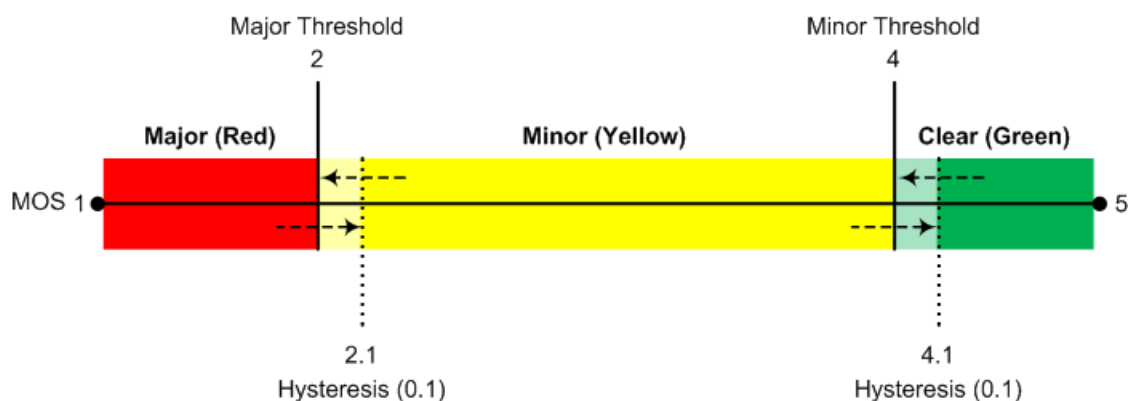 Major Threshold
2
Minor Threshold
4
Major (Red)
Minor (Yellow)
Clear (Green)
MOS 1
5
2.1
Hysteresis (0.1)
4.1
Hysteresis (0.1)